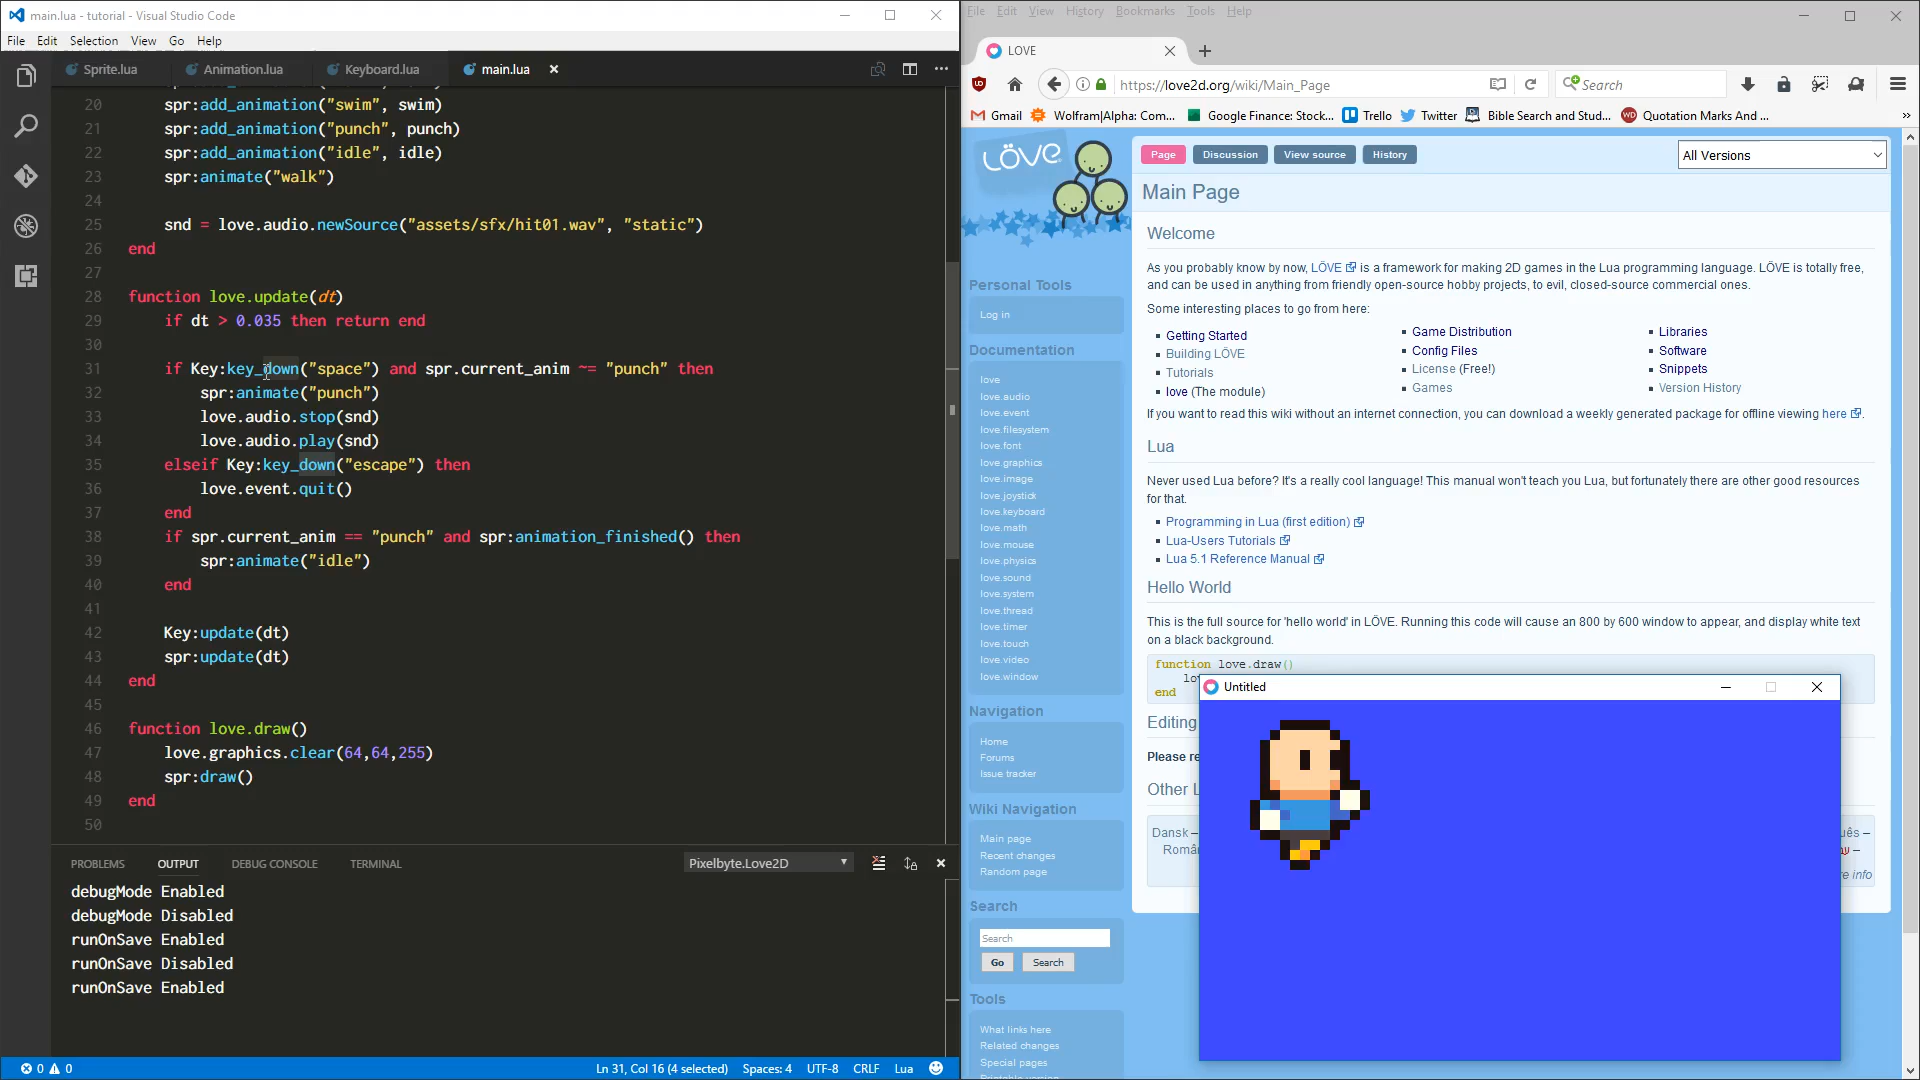 main.lua - tutorial - Visual Studio Code
File Edit Selection View Go Help
Sprite.lua Animation.lua Keyboard.lua main.lua
20 spr:add_animation("swim", swim)
21 spr:add_animation("punch", punch)
22 spr:add_animation("idle", idle)
23 spr:animate("walk")
24
25 snd = love.audio.newSource("assets/sfx/hit01.wav", "static")
26 end
27
28 function love.update(dt)
29 if dt > 0.035 then return end
30
31 if Key:key_down("space") and spr.current_anim ~= "punch" then
32 spr:animate("punch")
33 love.audio.stop(snd)
34 love.audio.play(snd)
35 elseif Key:key_down("escape") then
36 love.event.quit()
37 end
38 if spr.current_anim == "punch" and spr:animation_finished() then
39 spr:animate("idle")
40 end
41
42 Key:update(dt)
43 spr:update(dt)
44 end
45
46 function love.draw()
47 love.graphics.clear(64,64,255)
48 spr:draw()
49 end
50
PROBLEMS OUTPUT DEBUG CONSOLE TERMINAL Pixelbyte.Love2D
debugMode Enabled
debugMode Disabled
runOnSave Enabled
runOnSave Disabled
runOnSave Enabled
0 0 Ln 31, Col 16 (4 selected) Spaces: 4 UTF-8 CRLF Lua
File Edit View History Bookmarks Tools Help
LOVE
https://love2d.org/wiki/Main_Page Search
Gmail Wolfram|Alpha: Com... Google Finance: Stock... Trello Twitter Bible Search and Stud... Quotation Marks And ... »
LÖVE
Personal Tools
Log in
Documentation
love
love.audio
love.event
love.filesystem
love.font
love.graphics
love.image
love.joystick
love.keyboard
love.math
love.mouse
love.physics
love.sound
love.system
love.thread
love.timer
love.touch
love.video
love.window
Navigation
Home
Forums
Issue tracker
Wiki Navigation
Main page
Recent changes
Random page
Search
Search
Go Search
Tools
What links here
Related changes
Special pages
Printable version
Page Discussion View source History All Versions
Main Page
Welcome
As you probably know by now, LÖVE is a framework for making 2D games in the Lua programming language. LÖVE is totally free,
and can be used in anything from friendly open-source hobby projects, to evil, closed-source commercial ones.
Some interesting places to go from here:
Getting Started Game Distribution Libraries
Building LÖVE Config Files Software
Tutorials License (Free!) Snippets
love (The module) Games Version History
If you want to read this wiki without an internet connection, you can download a weekly generated package for offline viewing here .
Lua
Never used Lua before? It's a really cool language! This manual won't teach you Lua, but fortunately there are other good resources
for that.
Programming in Lua (first edition)
Lua-Users Tutorials
Lua 5.1 Reference Manual
Hello World
This is the full source for 'hello world' in LÖVE. Running this code will cause an 800 by 600 window to appear, and display white text
on a black background.
function love.draw()
lo
end
Editing
Please re
Other L
Dansk –
Român
uês –
re info
Untitled